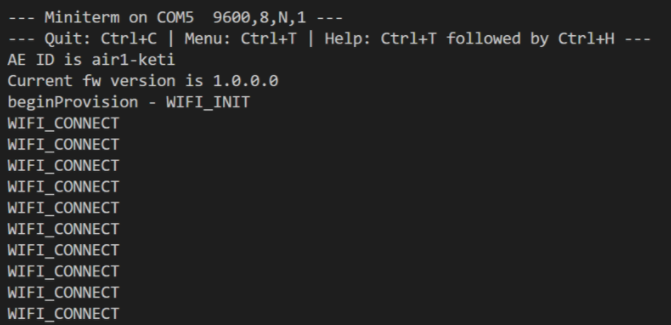 --- Miniterm on COM5  9600,8,N,1 ---
--- Quit: Ctrl+C | Menu: Ctrl+T | Help: Ctrl+T followed by Ctrl+H ---
AE ID is air1-keti
Current fw version is 1.0.0.0
beginProvision - WIFI_INIT
WIFI_CONNECT
WIFI_CONNECT
WIFI_CONNECT
WIFI_CONNECT
WIFI_CONNECT
WIFI_CONNECT
WIFI_CONNECT
WIFI_CONNECT
WIFI_CONNECT
WIFI_CONNECT